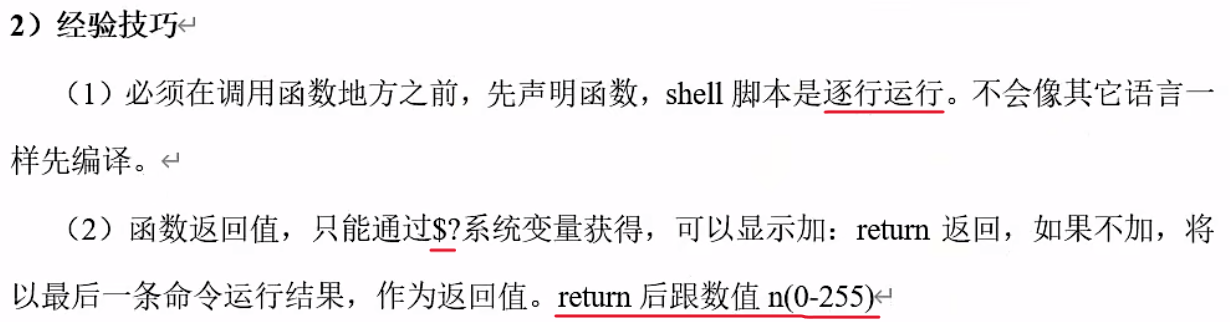 2）经验技巧↵
（1）必须在调用函数地方之前，先声明函数，shell 脚本是逐行运行。不会像其它语言一
样先编译。↵
（2）函数返回值，只能通过$?系统变量获得，可以显示加：return 返回，如果不加，将
以最后一条命令运行结果，作为返回值。return 后跟数值 n(0-255)↵